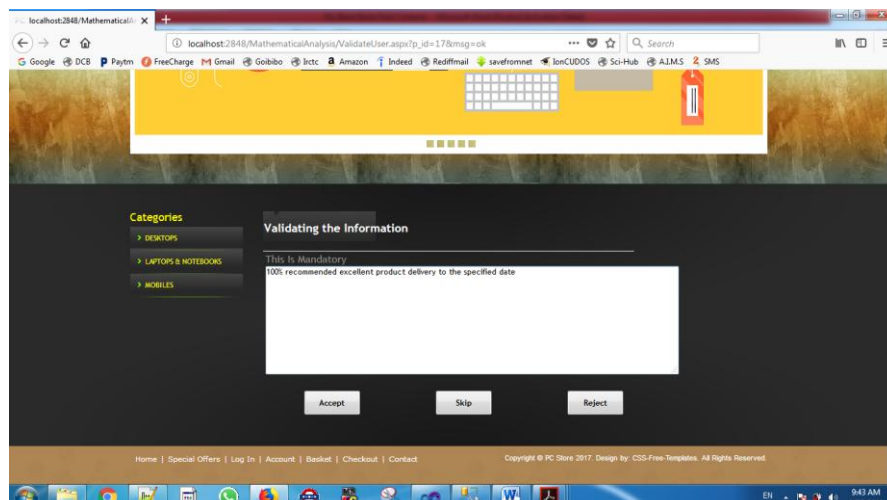 localhost:2848/MathematicalA
localhost:2848/MathematicalAnalysis/ValidateUser.aspx?p_id=17&msg=ok
Search
Google DCB Paytm FreeCharge Gmail Goibibo Irctc Amazon Indeed Rediffmail savefromnet IonCUDOS Sci-Hub A.I.M.S SMS
Categories
DESKTOPS
LAPTOPS & NOTEBOOKS
MOBILES
Validating the Information
This Is Mandatory
100% recommended excellent product delivery to the specified date
Accept Skip Reject
Home | Special Offers | Log In | Account | Basket | Checkout | Contact
Copyright © PC Store 2017. Design by: CSS-Free-Templates. All Rights Reserved.
EN 9:43 AM